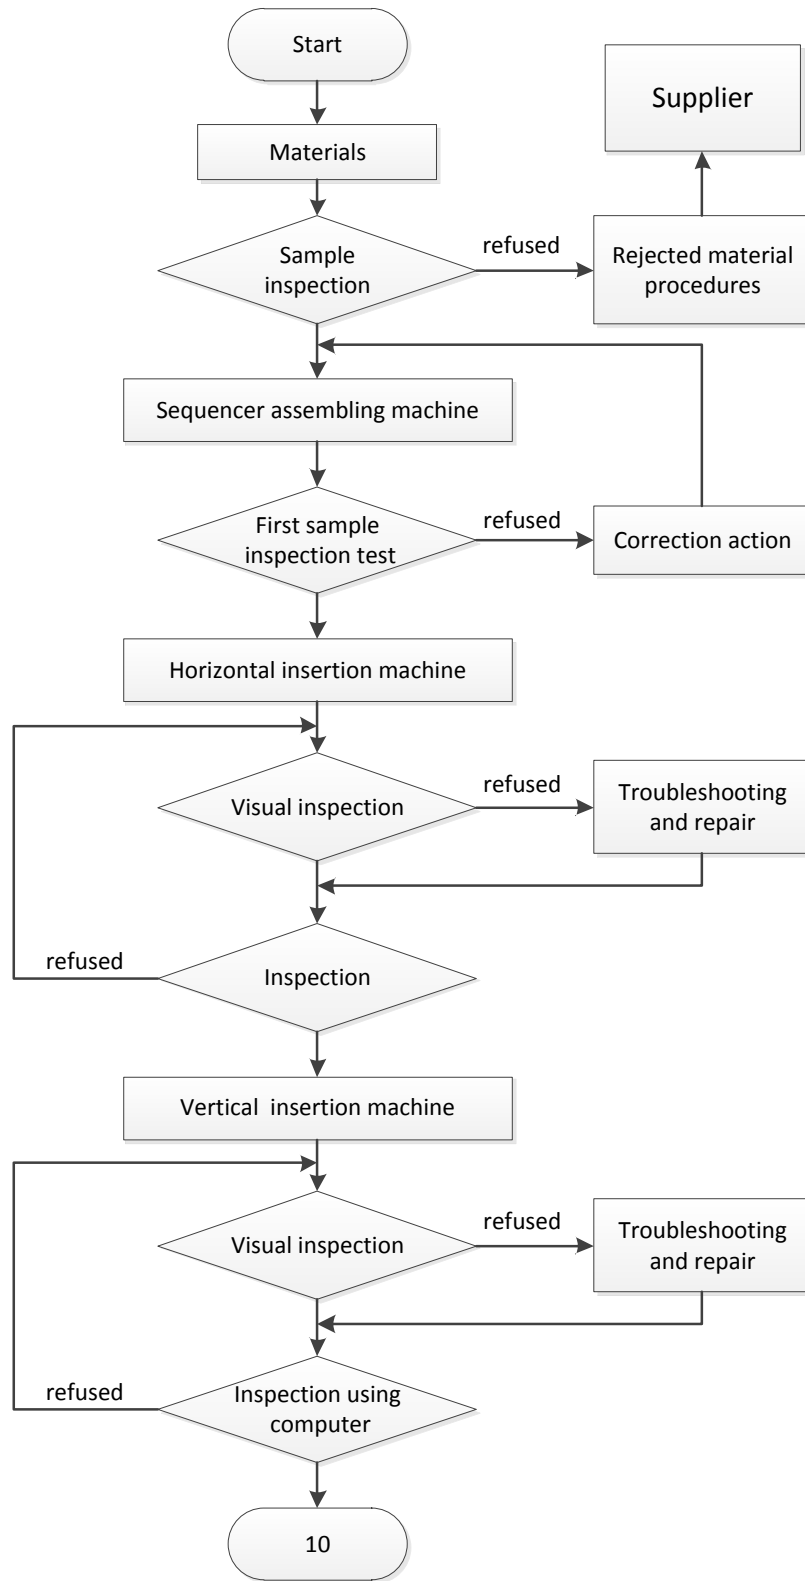 Start
Supplier
Materials
Sample
inspection
refused
Rejected material
procedures
Sequencer assembling machine
First sample
inspection test
refused
Correction action
Horizontal insertion machine
Visual inspection
refused
Troubleshooting
and repair
refused
Inspection
Vertical  insertion machine
Visual inspection
refused
Troubleshooting
and repair
refused
Inspection using
computer
10